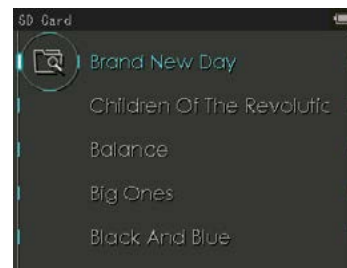 SD Card
Brand New Day
Children Of The Revolutic
Balance
Big Ones
Black And Blue